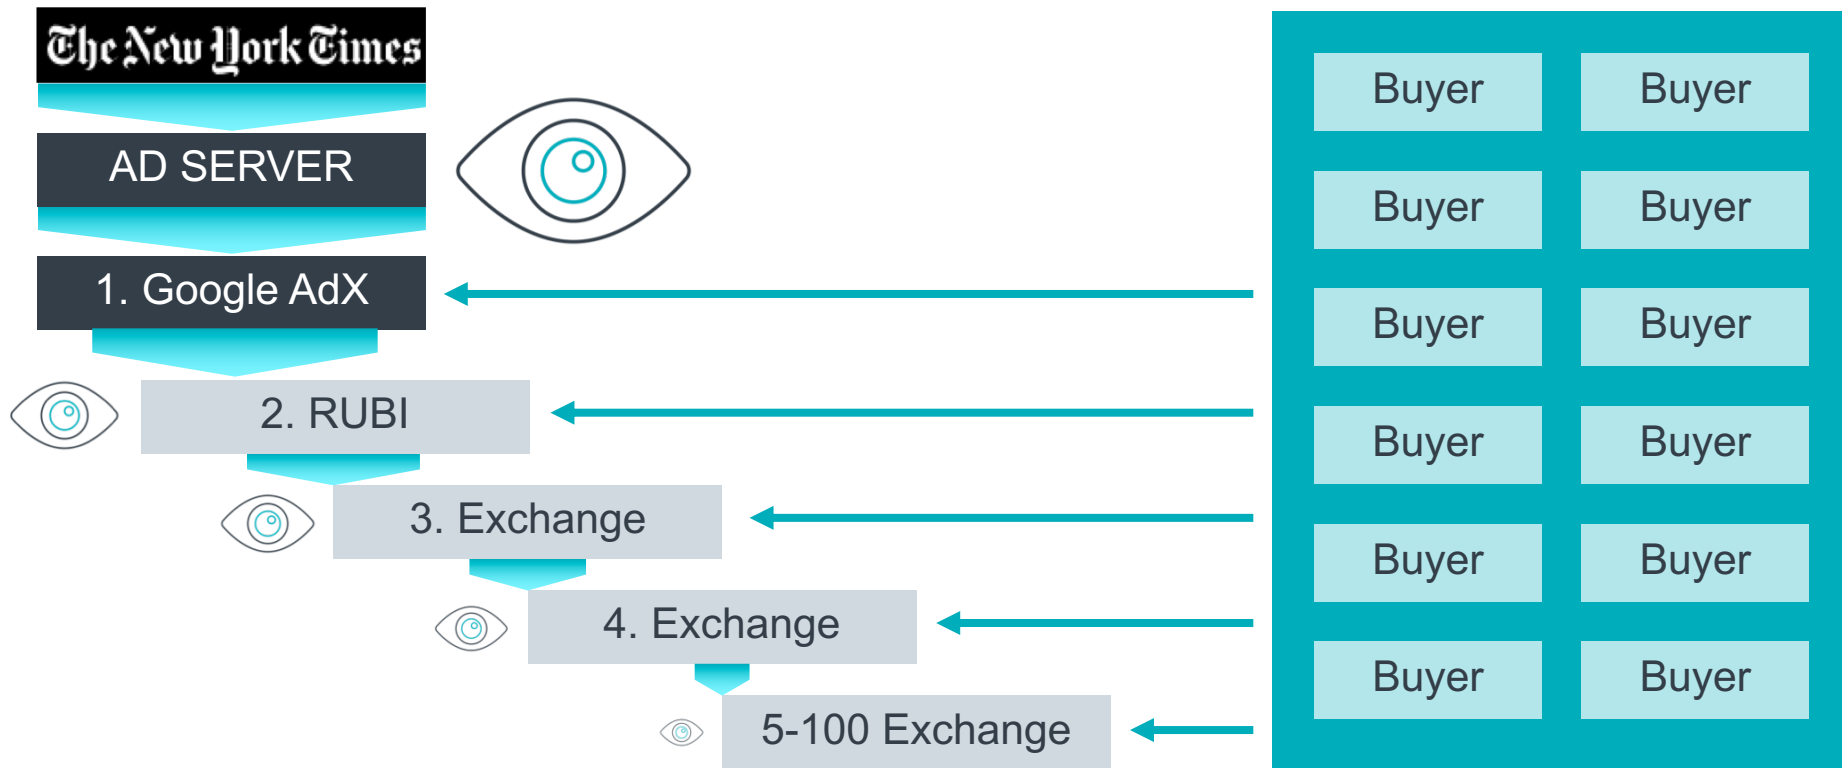 The New York Times
AD SERVER
1. Google AdX
2. RUBI
3. Exchange
4. Exchange
5-100 Exchange
Buyer Buyer
Buyer Buyer
Buyer Buyer
Buyer Buyer
Buyer Buyer
Buyer Buyer